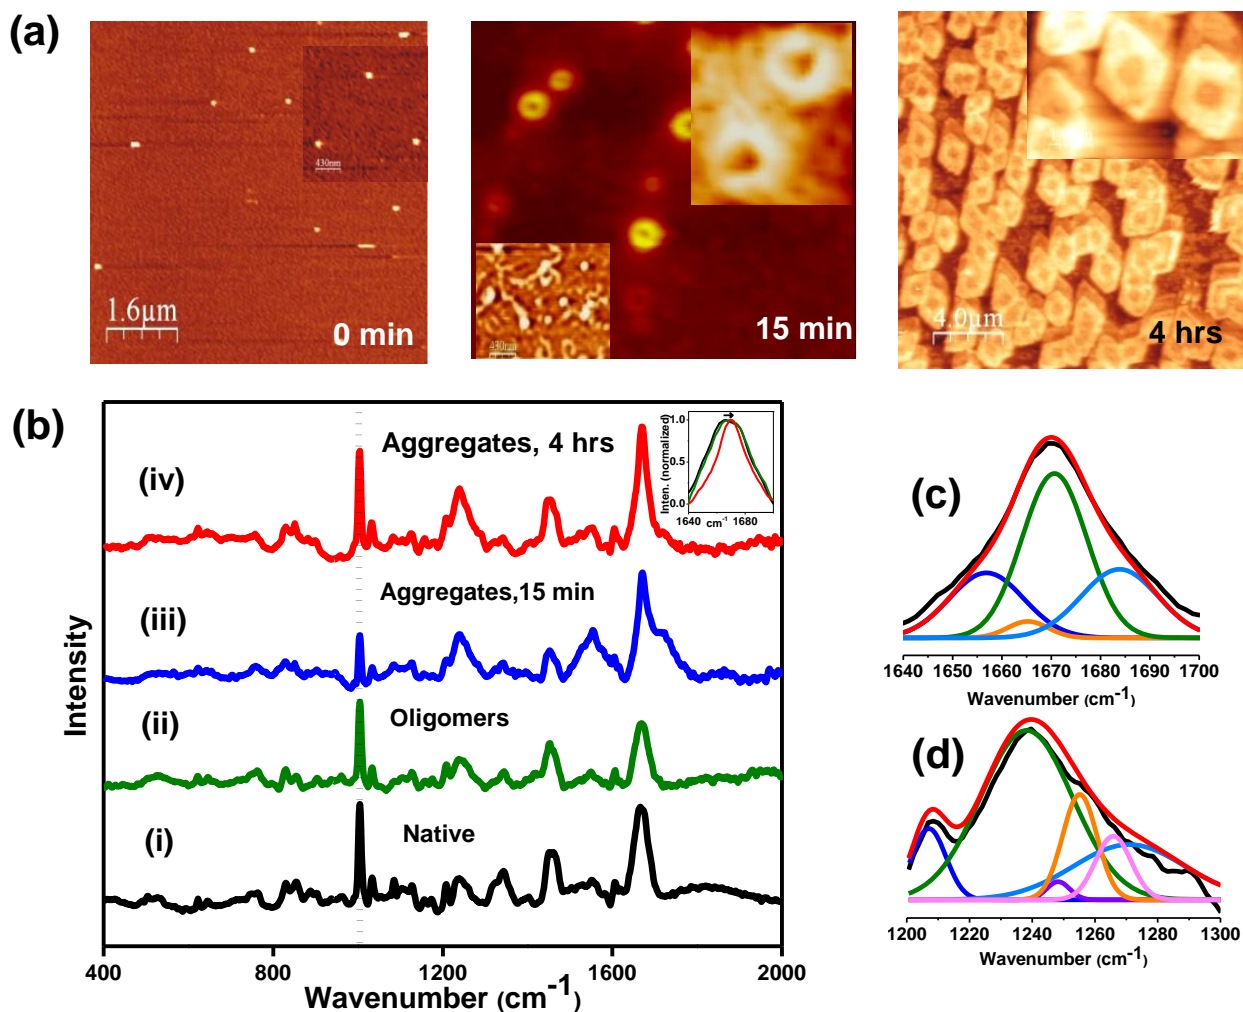 (a)
430nm
1.6µm
0 min
430nm
15 min
4.0µm
4 hrs
(b)
Intensity
(iv)
Aggregates, 4 hrs
Inten. (normalized)
1.0
0.5
0.0
1640 cm-1 1680
(iii)
Aggregates,15 min
(ii)
Oligomers
(i)
Native
400 800 1200 1600 2000
Wavenumber (cm-1)
(c)
1640 1650 1660 1670 1680 1690 1700
Wavenumber (cm-1)
(d)
1200 1220 1240 1260 1280 1300
Wavenumber (cm-1)